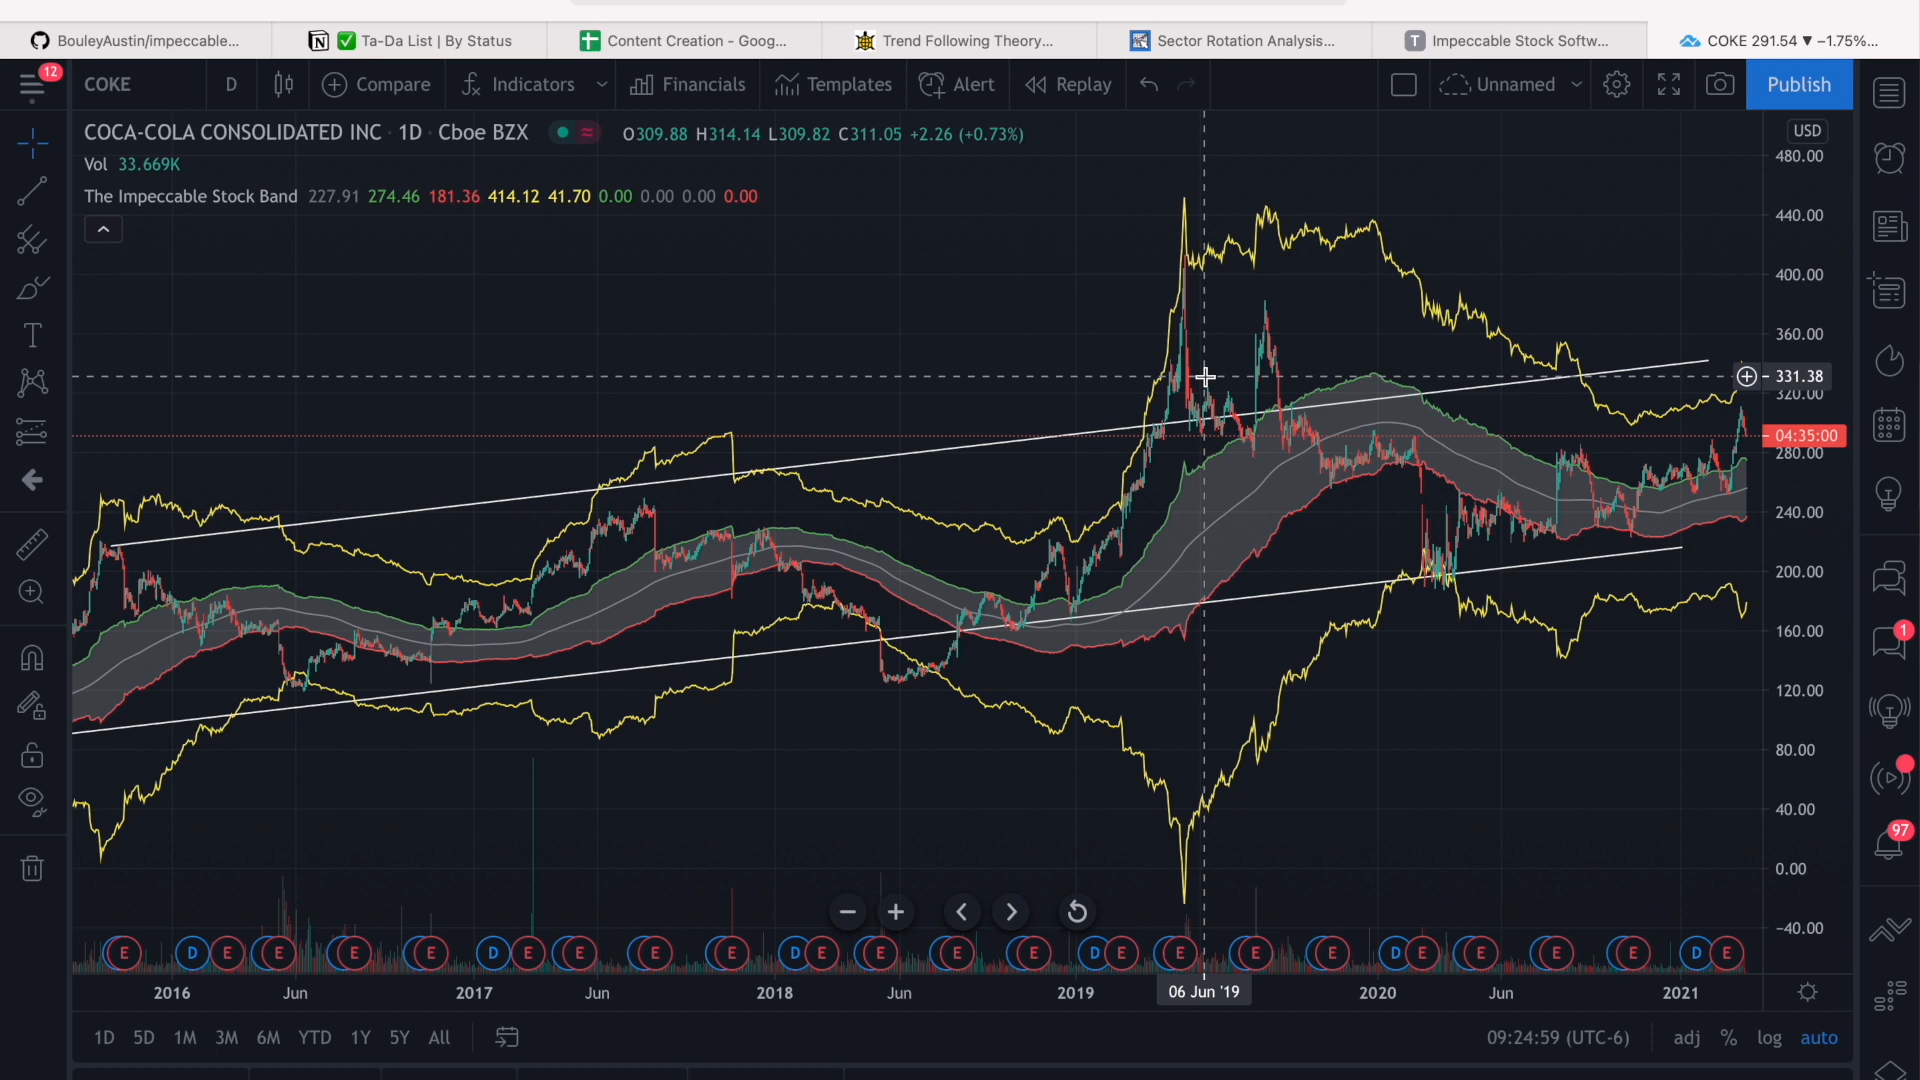 BouleyAustin/impeccable... Ta-Da List | By Status Content Creation - Goog... Trend Following Theory... Sector Rotation Analysis... T Impeccable Stock Softw... COKE 291.54 ▼ −1.75%...
12 COKE D Compare Indicators Financials Templates Alert Replay Unnamed Publish
COCA-COLA CONSOLIDATED INC · 1D · Cboe BZX O309.88 H314.14 L309.82 C311.05 +2.26 (+0.73%)
Vol 33.669K
The Impeccable Stock Band 227.91 274.46 181.36 414.12 41.70 0.00 0.00 0.00 0.00
USD
480.00
440.00
400.00
360.00
331.38
320.00
04:35:00
280.00
240.00
200.00
160.00
120.00
80.00
40.00
0.00
−40.00
1
97
E D E E E E D E E E E D E E E E D E E E E D E E E E D E
2016 Jun 2017 Jun 2018 Jun 2019 06 Jun '19 2020 Jun 2021
1D 5D 1M 3M 6M YTD 1Y 5Y All 09:24:59 (UTC-6) adj % log auto